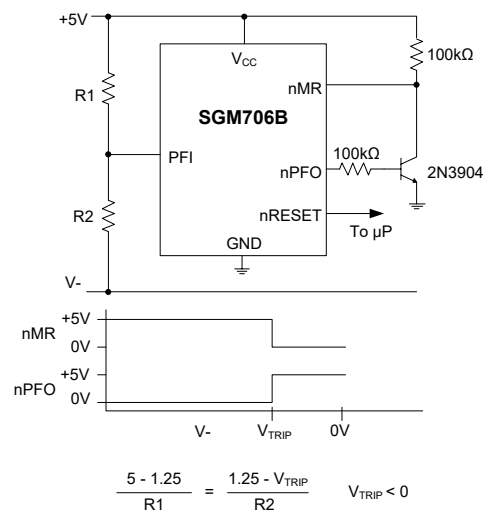 +5V
100kΩ
VCC
R1
nMR
SGM706B
100kΩ
PFI
nPFO
2N3904
R2
nRESET
To µP
GND
V-
+5V
nMR
0V
+5V
nPFO
0V
V- VTRIP 0V
5 - 1.25 / R1 = 1.25 - VTRIP / R2 VTRIP < 0